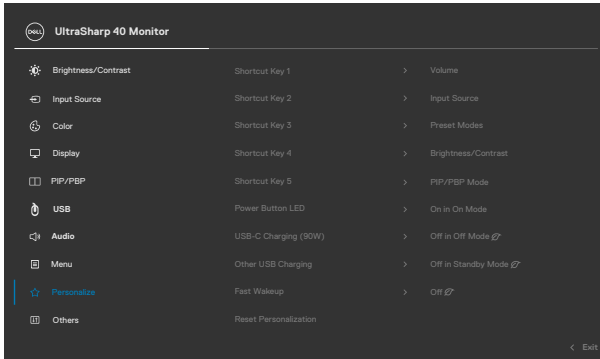 DELL UltraSharp 40 Monitor
Brightness/Contrast Shortcut Key 1 > Volume
Input Source Shortcut Key 2 > Input Source
Color Shortcut Key 3 > Preset Modes
Display Shortcut Key 4 > Brightness/Contrast
PIP/PBP Shortcut Key 5 > PIP/PBP Mode
USB Power Button LED > On in On Mode
Audio USB-C Charging (90W) > Off in Off Mode
Menu Other USB Charging > Off in Standby Mode
Personalize Fast Wakeup > Off
Others Reset Personalization
< Exit